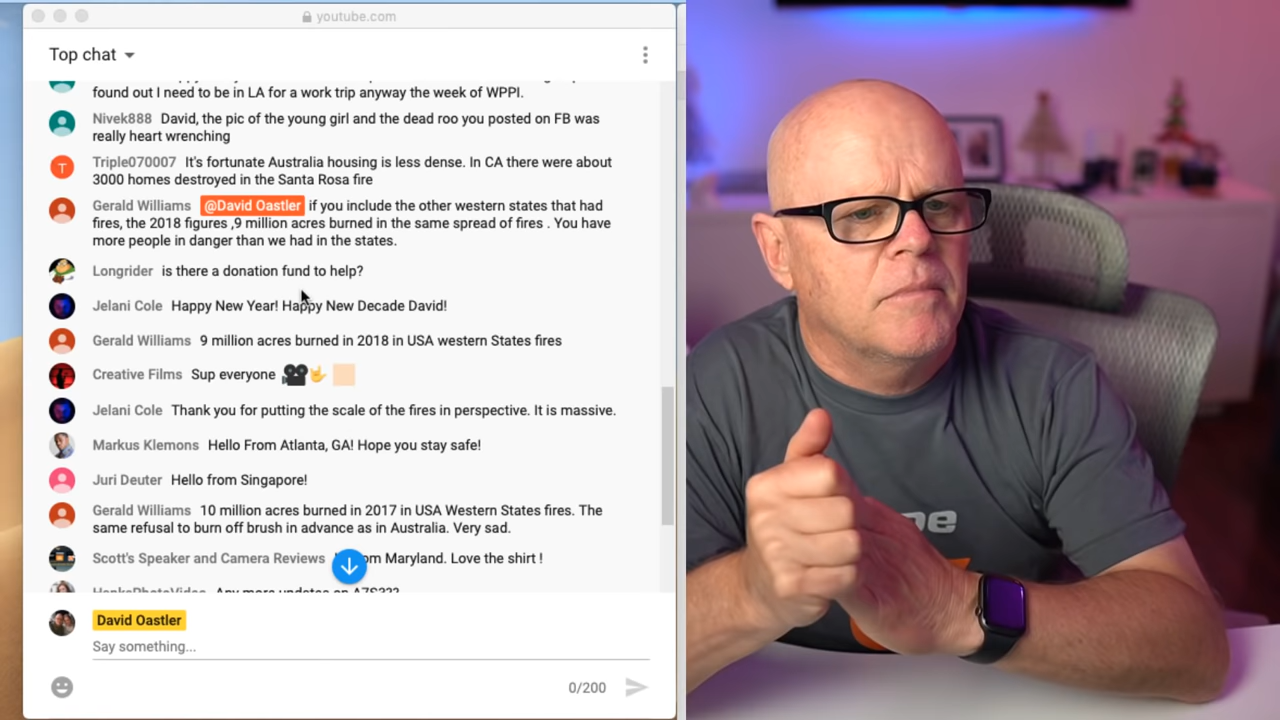 youtube.com
Top chat
found out I need to be in LA for a work trip anyway the week of WPPI.
Nivek888 David, the pic of the young girl and the dead roo you posted on FB was
really heart wrenching
T
Triple070007 It's fortunate Australia housing is less dense. In CA there were about
3000 homes destroyed in the Santa Rosa fire
Gerald Williams @David Oastler if you include the other western states that had
fires, the 2018 figures ,9 million acres burned in the same spread of fires . You have
more people in danger than we had in the states.
Longrider is there a donation fund to help?
Jelani Cole Happy New Year! Happy New Decade David!
Gerald Williams 9 million acres burned in 2018 in USA western States fires
Creative Films Sup everyone
Jelani Cole Thank you for putting the scale of the fires in perspective. It is massive.
Markus Klemons Hello From Atlanta, GA! Hope you stay safe!
Juri Deuter Hello from Singapore!
Gerald Williams 10 million acres burned in 2017 in USA Western States fires. The
same refusal to burn off brush in advance as in Australia. Very sad.
Scott's Speaker and Camera Reviews Maryland. Love the shirt !
Any more updates on A7S3??
David Oastler
Say something...
0/200